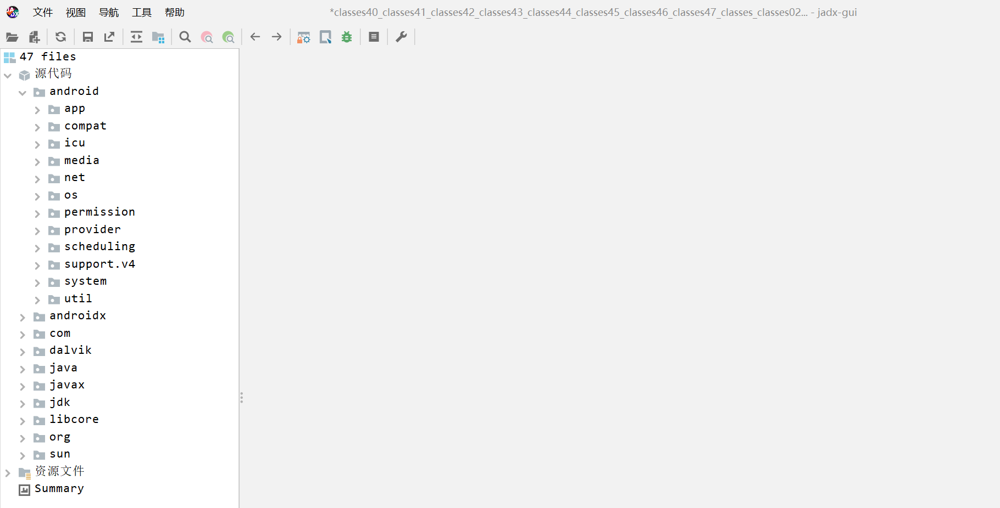 文件 视图 导航 工具 帮助
*classes40_classes41_classes42_classes43_classes44_classes45_classes46_classes47_classes_classes02... - jadx-gui
47 files
源代码
android
app
compat
icu
media
net
os
permission
provider
scheduling
support.v4
system
util
androidx
com
dalvik
java
javax
jdk
libcore
org
sun
资源文件
Summary